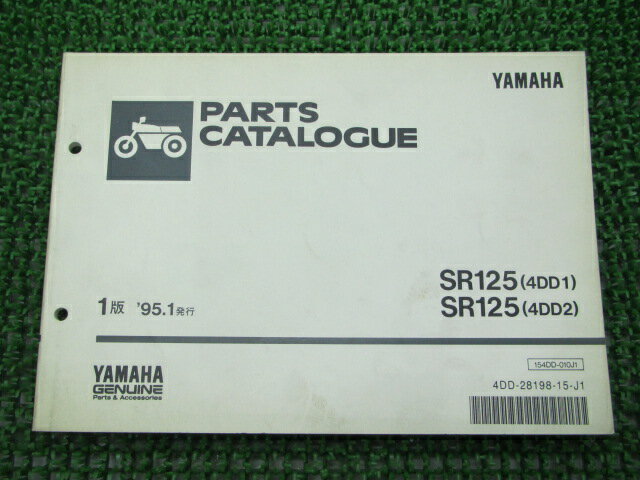 YAMAHA
PARTS
CATALOGUE
SR125 (4DD1)
SR125 (4DD2)
1版 '95.1発行
154DD-010J1
YAMAHA
GENUINE
Parts & Accessories
4DD-28198-15-J1